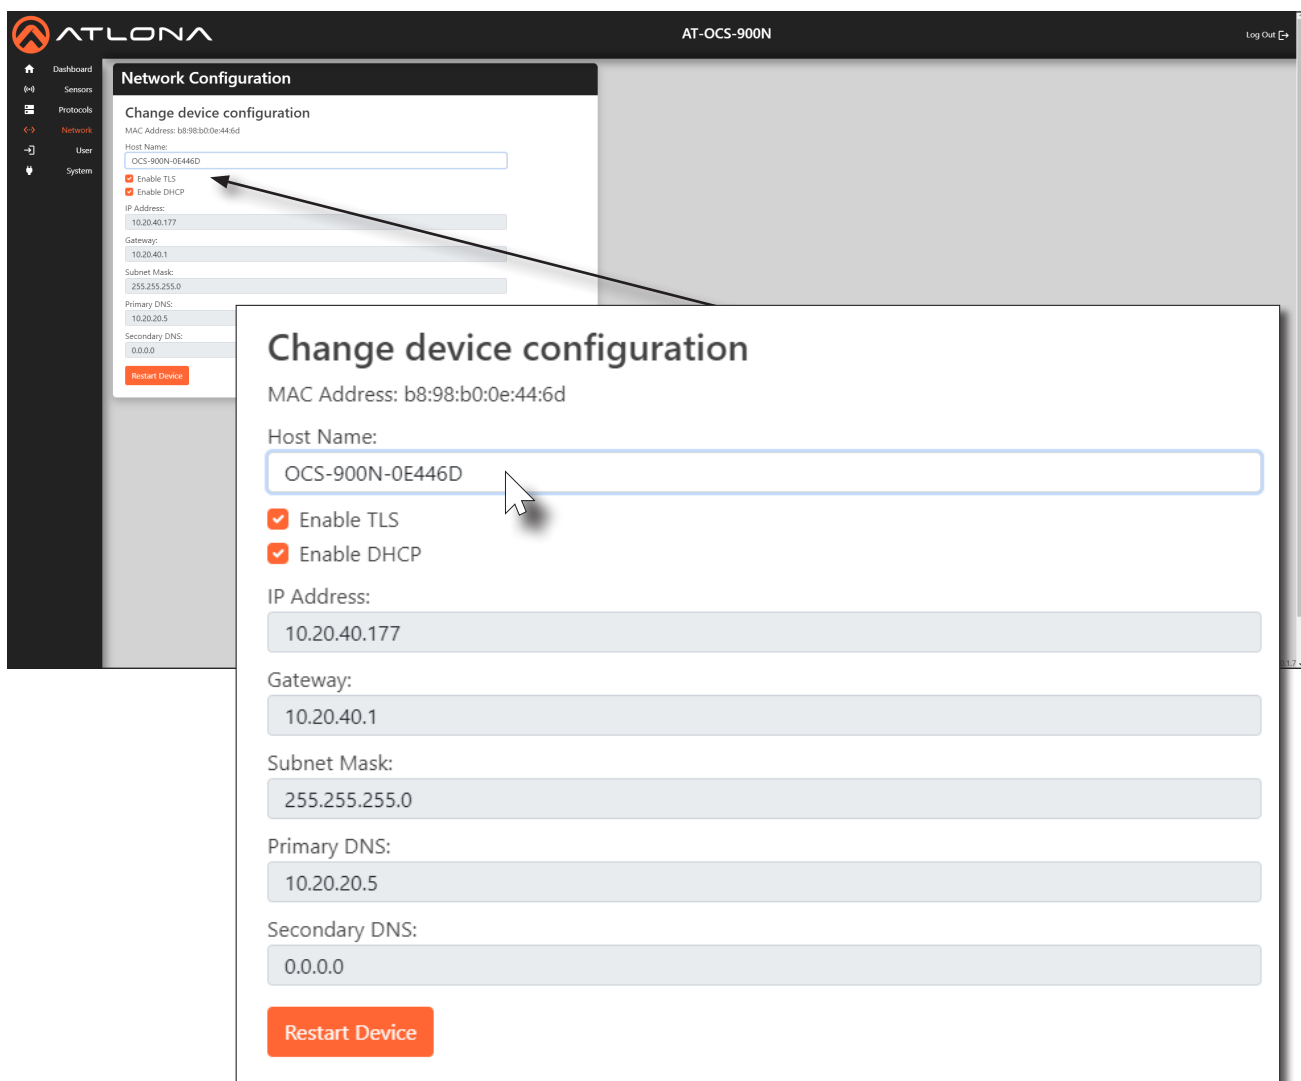 ATLONA
AT-OCS-900N
Log Out
Dashboard
Sensors
Protocols
Network
User
System
Network Configuration
Change device configuration
MAC Address: b8:98:b0:0e:44:6d
Host Name:
OCS-900N-0E446D
Enable TLS
Enable DHCP
IP Address:
10.20.40.177
Gateway:
10.20.40.1
Subnet Mask:
255.255.255.0
Primary DNS:
10.20.20.5
Secondary DNS:
0.0.0.0
Restart Device
Change device configuration
MAC Address: b8:98:b0:0e:44:6d
Host Name:
OCS-900N-0E446D
Enable TLS
Enable DHCP
IP Address:
10.20.40.177
Gateway:
10.20.40.1
Subnet Mask:
255.255.255.0
Primary DNS:
10.20.20.5
Secondary DNS:
0.0.0.0
Restart Device